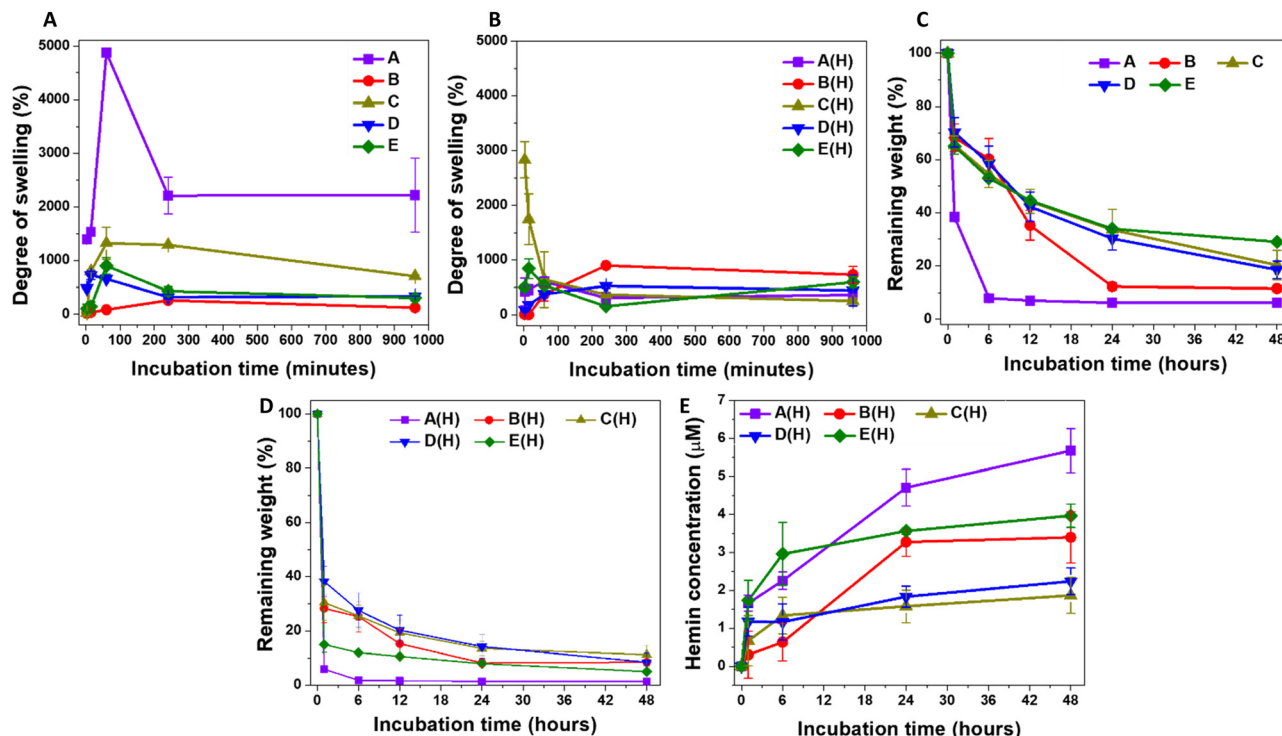 A
Degree of swelling (%)
5000
4000
3000
2000
1000
0
A
B
C
D
E
0 100 200 300 400 500 600 700 800 900 1000
Incubation time (minutes)
B
Degree of swelling (%)
5000
4000
3000
2000
1000
0
A(H)
B(H)
C(H)
D(H)
E(H)
0 100 200 300 400 500 600 700 800 900 1000
Incubation time (minutes)
C
Remaining weight (%)
100
80
60
40
20
0
A B C
D E
0 6 12 18 24 30 36 42 48
Incubation time (hours)
D
Remaining weight (%)
100
80
60
40
20
0
A(H) B(H) C(H)
D(H) E(H)
0 6 12 18 24 30 36 42 48
Incubation time (hours)
E
Hemin concentration (µM)
7
6
5
4
3
2
1
0
-1
A(H) B(H) C(H)
D(H) E(H)
0 6 12 18 24 30 36 42 48
Incubation time (hours)